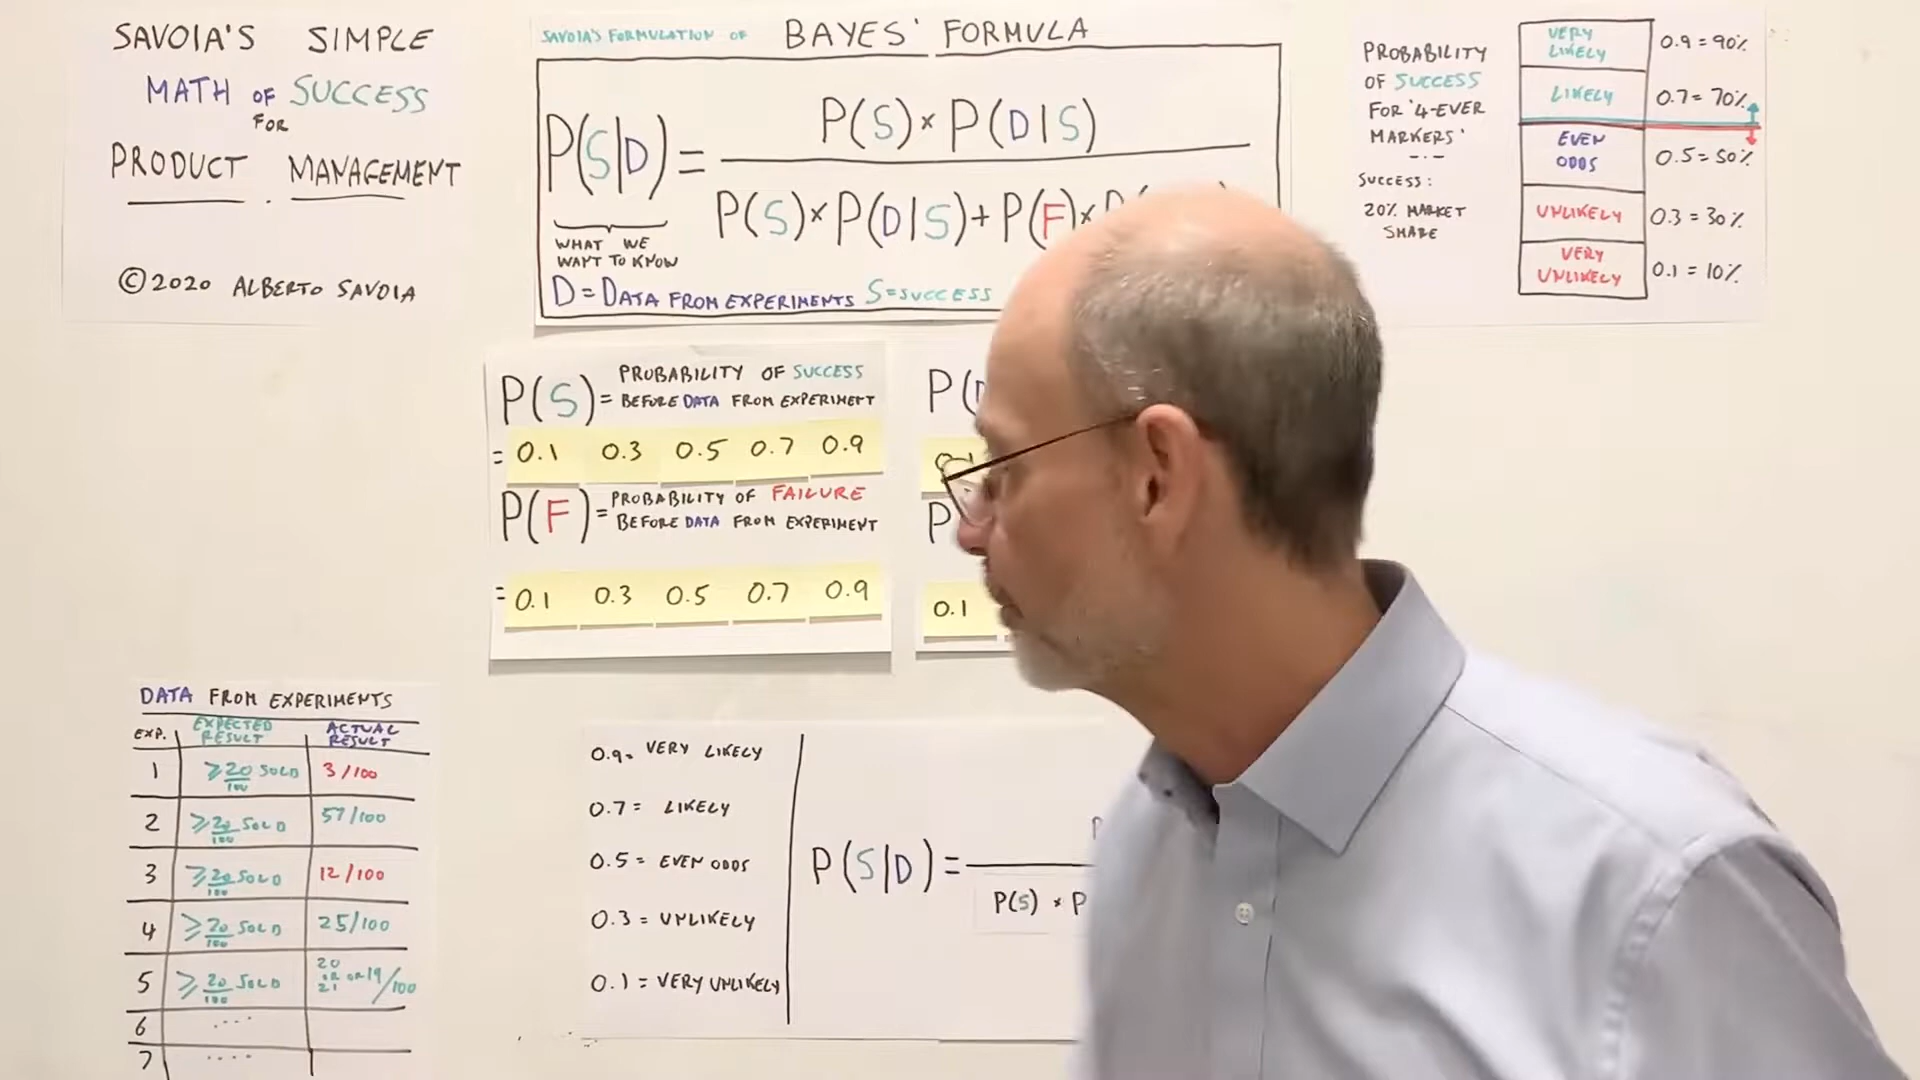 SAVOIA'S SIMPLE
MATH OF SUCCESS
FOR
PRODUCT MANAGEMENT
©2020 ALBERTO SAVOIA
SAVOIA'S FORMULATION OF BAYES' FORMULA
P(S|D) =
P(S) × P(D|S)
P(S) × P(D|S) + P(F) ×
WHAT WE
WANT TO KNOW
D = DATA FROM EXPERIMENTS S=SUCCESS
PROBABILITY
OF SUCCESS
FOR '4-EVER
MARKERS'
SUCCESS:
20% MARKET
SHARE
VERY LIKELY 0.9 = 90%
LIKELY 0.7 = 70%
EVEN ODDS 0.5 = 50%
UNLIKELY 0.3 = 30%
VERY UNLIKELY 0.1 = 10%
P(S) = PROBABILITY OF SUCCESS
BEFORE DATA FROM EXPERIMENT
= 0.1 0.3 0.5 0.7 0.9
P(F) = PROBABILITY OF FAILURE
BEFORE DATA FROM EXPERIMENT
= 0.1 0.3 0.5 0.7 0.9
P(
P
0.1
DATA FROM EXPERIMENTS
EXP. EXPECTED RESULT ACTUAL RESULT
1 ≥ 20/100 SOLD 3/100
2 ≥ 20/100 SOLD 57/100
3 ≥ 20/100 SOLD 12/100
4 ≥ 20/100 SOLD 25/100
5 ≥ 20/100 SOLD 20 OR 21 OR 19/100
6 ....
7 ....
0.9= VERY LIKELY
0.7 = LIKELY
0.5 = EVEN ODDS
0.3 = UNLIKELY
0.1 = VERY UNLIKELY
P(S|D) =
P(S) × P